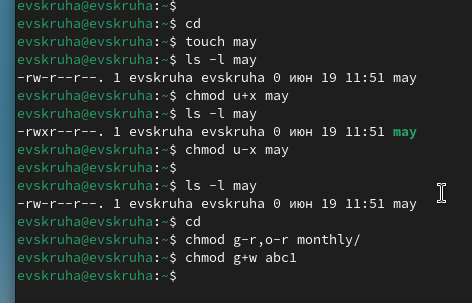 evskruha@evskruha:~$
evskruha@evskruha:~$ cd
evskruha@evskruha:~$ touch may
evskruha@evskruha:~$ ls -l may
-rw-r--r--. 1 evskruha evskruha 0 июн 19 11:51 may
evskruha@evskruha:~$ chmod u+x may
evskruha@evskruha:~$ ls -l may
-rwxr--r--. 1 evskruha evskruha 0 июн 19 11:51 may
evskruha@evskruha:~$ chmod u-x may
evskruha@evskruha:~$
evskruha@evskruha:~$ ls -l may
-rw-r--r--. 1 evskruha evskruha 0 июн 19 11:51 may
evskruha@evskruha:~$ cd
evskruha@evskruha:~$ chmod g-r,o-r monthly/
evskruha@evskruha:~$ chmod g+w abc1
evskruha@evskruha:~$